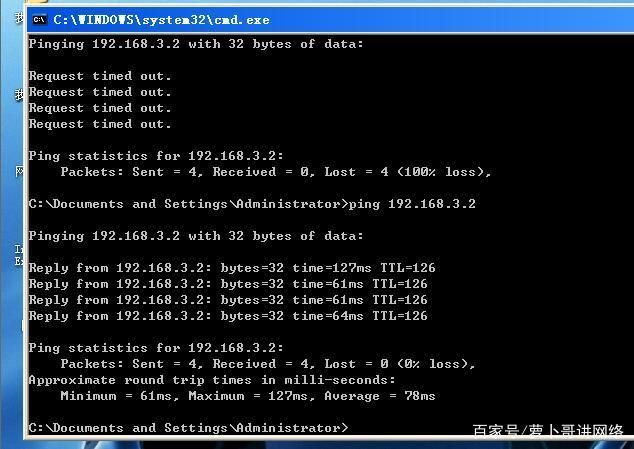 C:\WINDOWS\system32\cmd.exe
Pinging 192.168.3.2 with 32 bytes of data:
Request timed out.
Request timed out.
Request timed out.
Request timed out.
Ping statistics for 192.168.3.2:
Packets: Sent = 4, Received = 0, Lost = 4 (100% loss),
C:\Documents and Settings\Administrator>ping 192.168.3.2
Pinging 192.168.3.2 with 32 bytes of data:
Reply from 192.168.3.2: bytes=32 time=127ms TTL=126
Reply from 192.168.3.2: bytes=32 time=61ms TTL=126
Reply from 192.168.3.2: bytes=32 time=61ms TTL=126
Reply from 192.168.3.2: bytes=32 time=64ms TTL=126
Ping statistics for 192.168.3.2:
Packets: Sent = 4, Received = 4, Lost = 0 (0% loss),
Approximate round trip times in milli-seconds:
Minimum = 61ms, Maximum = 127ms, Average = 78ms
C:\Documents and Settings\Administrator>
百家号/萝卜哥讲网络